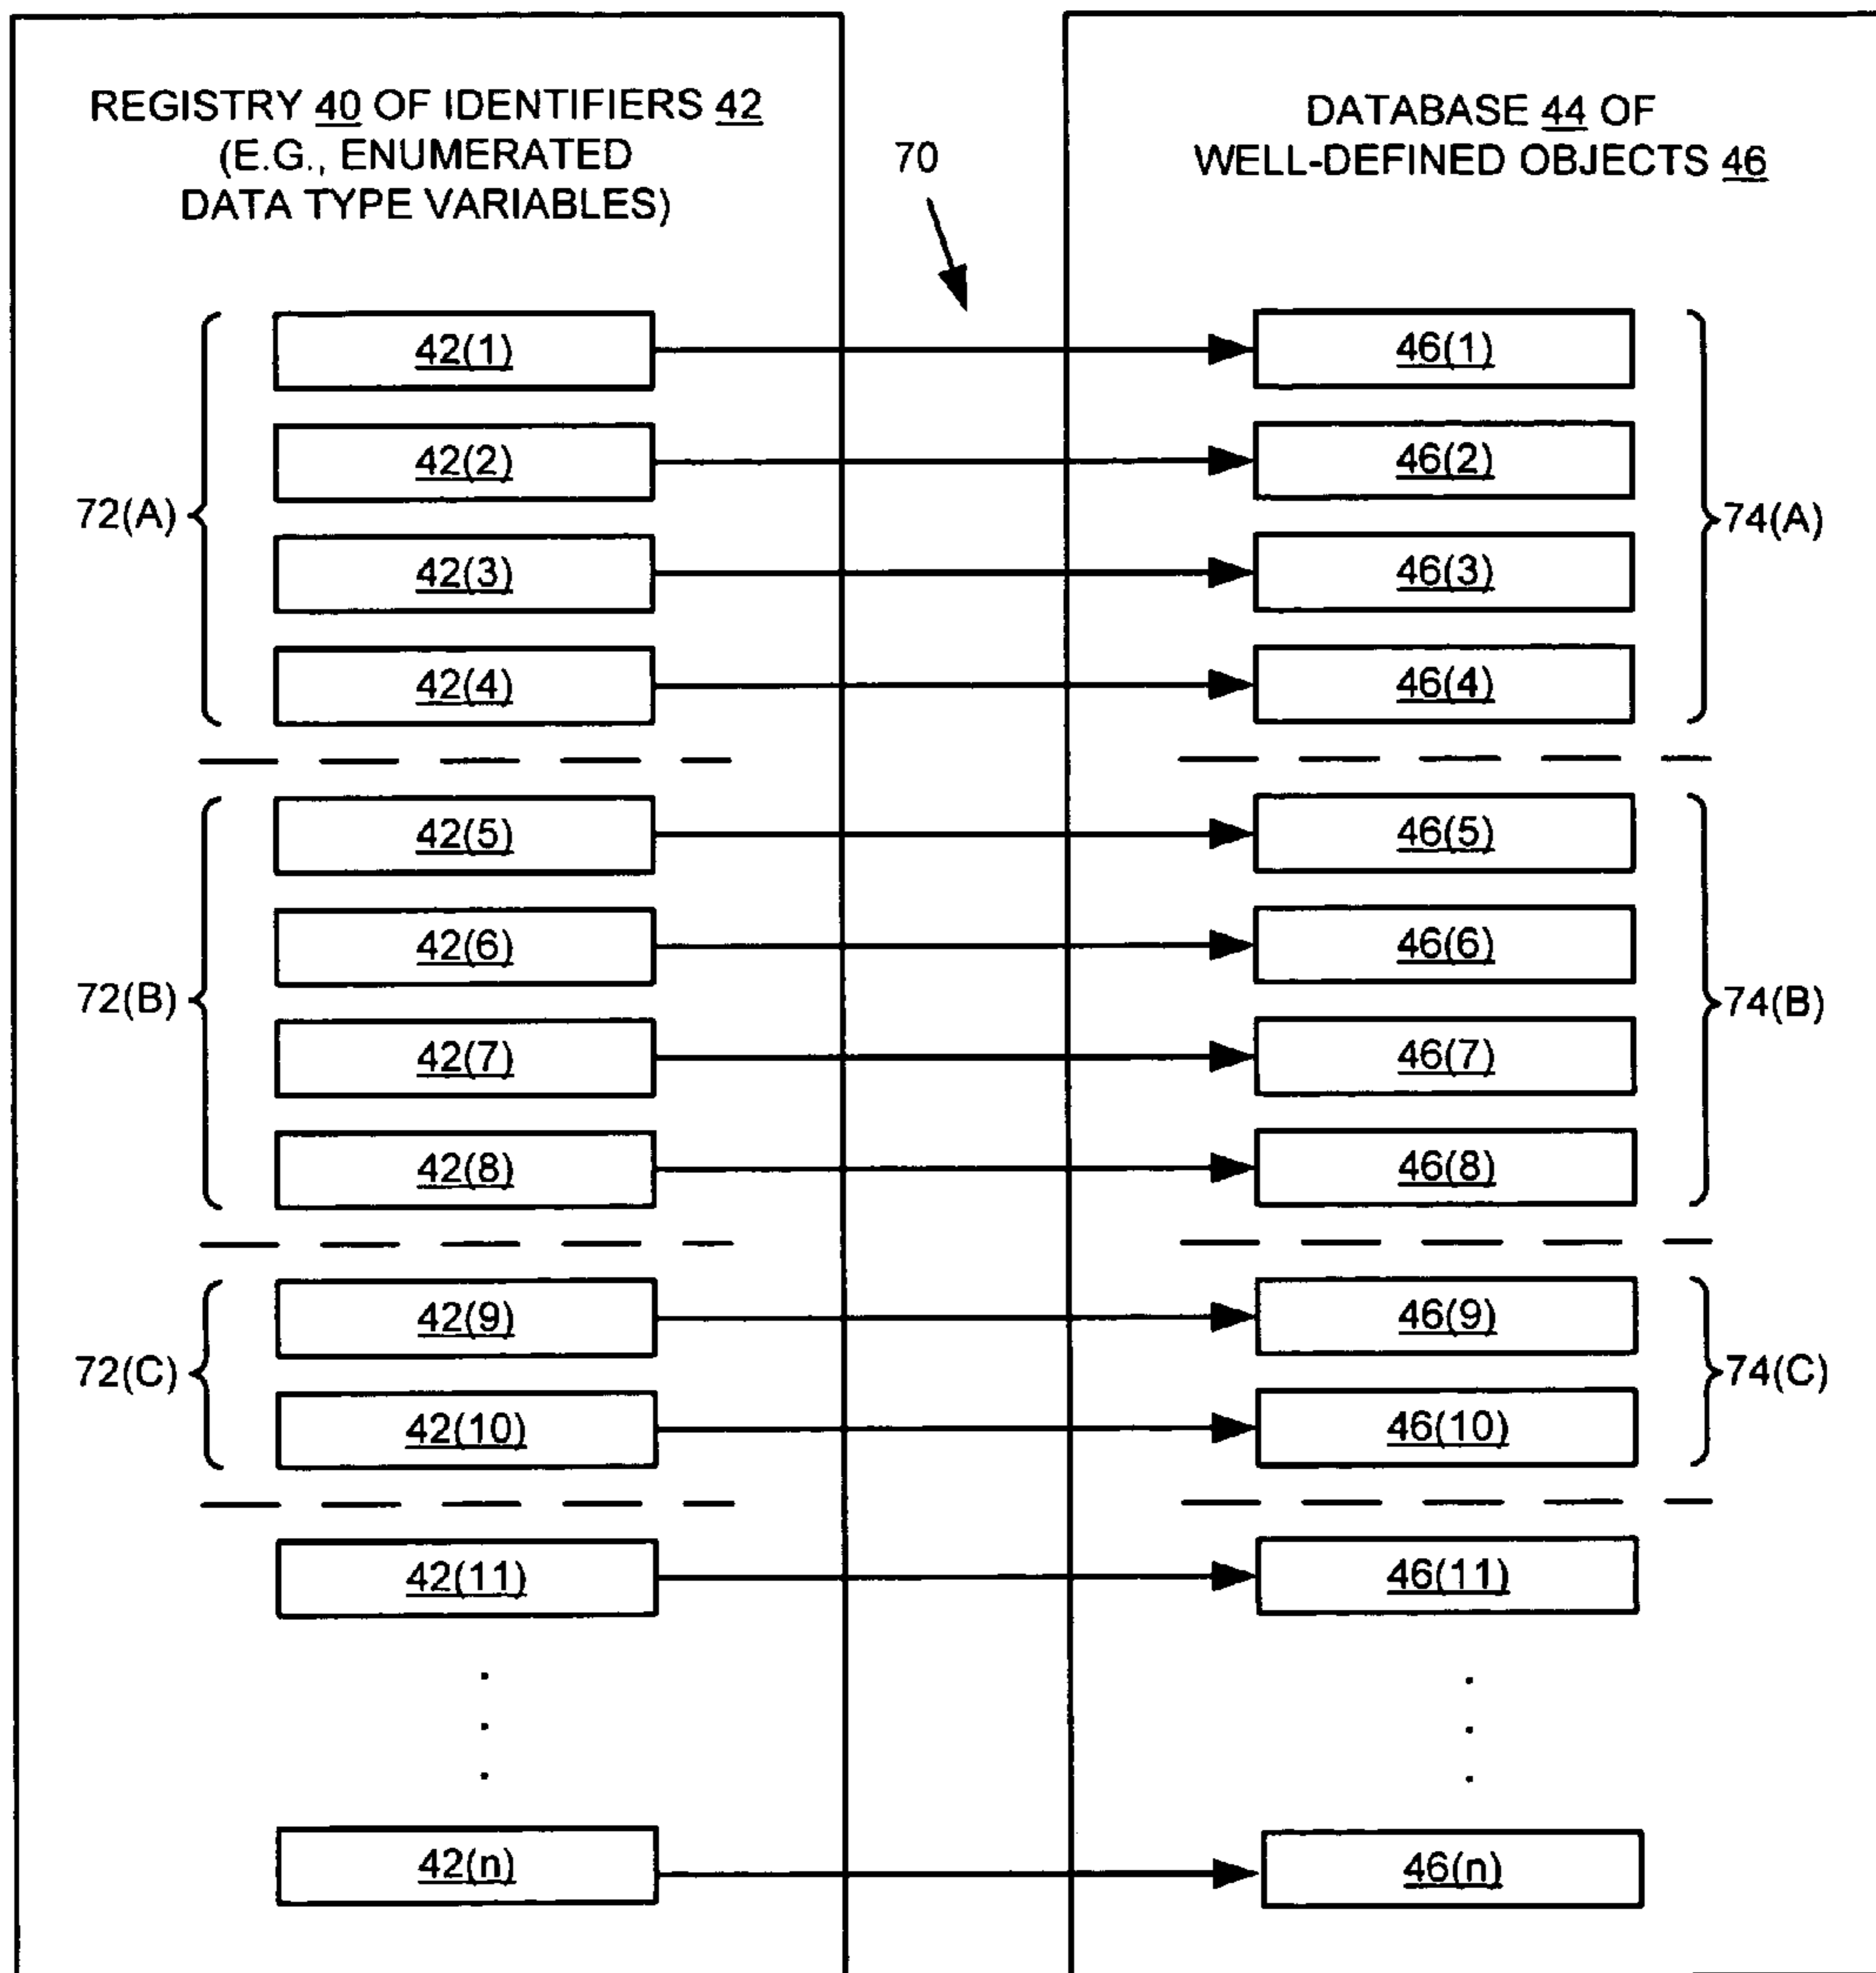 REGISTRY 40 OF IDENTIFIERS 42
(E.G., ENUMERATED
DATA TYPE VARIABLES)
70
DATABASE 44 OF
WELL-DEFINED OBJECTS 46
42(1)
46(1)
42(2)
46(2)
72(A)
74(A)
42(3)
46(3)
42(4)
46(4)
42(5)
46(5)
42(6)
46(6)
72(B)
74(B)
42(7)
46(7)
42(8)
46(8)
42(9)
46(9)
72(C)
74(C)
42(10)
46(10)
42(11)
46(11)
42(n)
46(n)